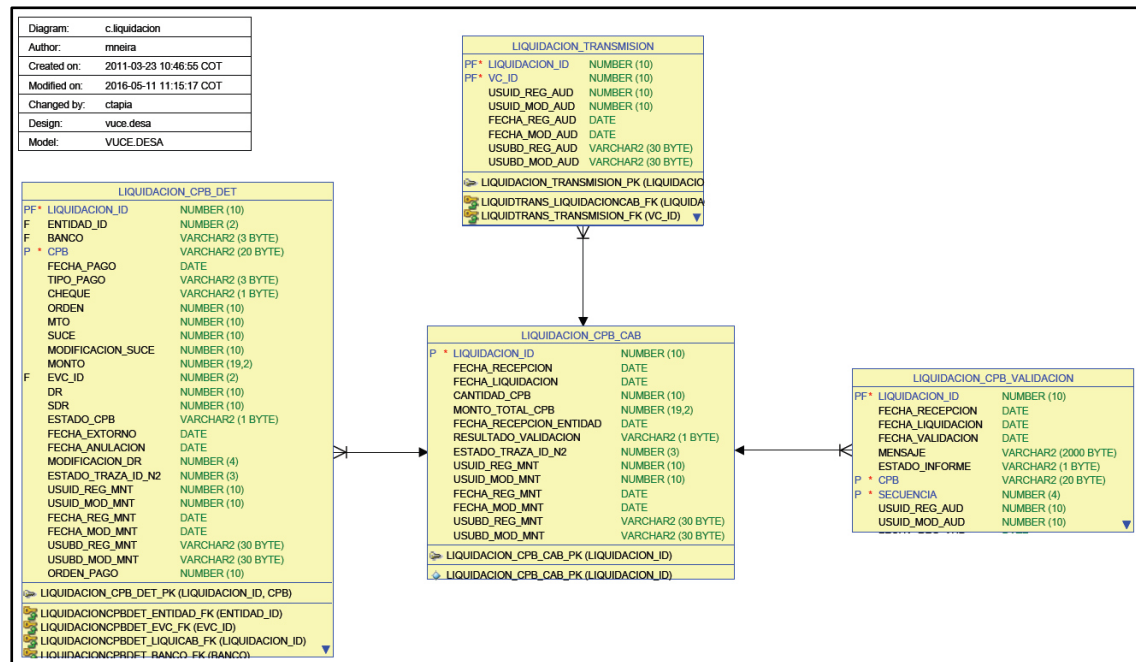 Diagram: c.liquidacion
Author: mneira
Created on: 2011-03-23 10:46:55 COT
Modified on: 2016-05-11 11:15:17 COT
Changed by: ctapia
Design: vuce.desa
Model: VUCE.DESA
LIQUIDACION_TRANSMISION
PF* LIQUIDACION_ID NUMBER (10)
PF* VC_ID NUMBER (10)
USUID_REG_AUD NUMBER (10)
USUID_MOD_AUD NUMBER (10)
FECHA_REG_AUD DATE
FECHA_MOD_AUD DATE
USUBD_REG_AUD VARCHAR2 (30 BYTE)
USUBD_MOD_AUD VARCHAR2 (30 BYTE)
LIQUIDACION_TRANSMISION_PK (LIQUIDACIO
LIQUIDTRANS_LIQUIDACIONCAB_FK (LIQUIDA
LIQUIDTRANS_TRANSMISION_FK (VC_ID)
LIQUIDACION_CPB_DET
PF* LIQUIDACION_ID NUMBER (10)
F ENTIDAD_ID NUMBER (2)
F BANCO VARCHAR2 (3 BYTE)
P * CPB VARCHAR2 (20 BYTE)
FECHA_PAGO DATE
TIPO_PAGO VARCHAR2 (3 BYTE)
CHEQUE VARCHAR2 (1 BYTE)
ORDEN NUMBER (10)
MTO NUMBER (10)
SUCE NUMBER (10)
MODIFICACION_SUCE NUMBER (10)
MONTO NUMBER (19,2)
F EVC_ID NUMBER (2)
DR NUMBER (10)
SDR NUMBER (10)
ESTADO_CPB VARCHAR2 (1 BYTE)
FECHA_EXTORNO DATE
FECHA_ANULACION DATE
MODIFICACION_DR NUMBER (4)
ESTADO_TRAZA_ID_N2 NUMBER (3)
USUID_REG_MNT NUMBER (10)
USUID_MOD_MNT NUMBER (10)
FECHA_REG_MNT DATE
FECHA_MOD_MNT DATE
USUBD_REG_MNT VARCHAR2 (30 BYTE)
USUBD_MOD_MNT VARCHAR2 (30 BYTE)
ORDEN_PAGO NUMBER (10)
LIQUIDACION_CPB_DET_PK (LIQUIDACION_ID, CPB)
LIQUIDACIONCPBDET_ENTIDAD_FK (ENTIDAD_ID)
LIQUIDACIONCPBDET_EVC_FK (EVC_ID)
LIQUIDACIONCPBDET_LIQUICAB_FK (LIQUIDACION_ID)
LIQUIDACIONCPBDET_BANCO_FK (BANCO)
LIQUIDACION_CPB_CAB
P * LIQUIDACION_ID NUMBER (10)
FECHA_RECEPCION DATE
FECHA_LIQUIDACION DATE
CANTIDAD_CPB NUMBER (10)
MONTO_TOTAL_CPB NUMBER (19,2)
FECHA_RECEPCION_ENTIDAD DATE
RESULTADO_VALIDACION VARCHAR2 (1 BYTE)
ESTADO_TRAZA_ID_N2 NUMBER (3)
USUID_REG_MNT NUMBER (10)
USUID_MOD_MNT NUMBER (10)
FECHA_REG_MNT DATE
FECHA_MOD_MNT DATE
USUBD_REG_MNT VARCHAR2 (30 BYTE)
USUBD_MOD_MNT VARCHAR2 (30 BYTE)
LIQUIDACION_CPB_CAB_PK (LIQUIDACION_ID)
LIQUIDACION_CPB_CAB_PK (LIQUIDACION_ID)
LIQUIDACION_CPB_VALIDACION
PF* LIQUIDACION_ID NUMBER (10)
FECHA_RECEPCION DATE
FECHA_LIQUIDACION DATE
FECHA_VALIDACION DATE
MENSAJE VARCHAR2 (2000 BYTE)
ESTADO_INFORME VARCHAR2 (1 BYTE)
P * CPB VARCHAR2 (20 BYTE)
P * SECUENCIA NUMBER (4)
USUID_REG_AUD NUMBER (10)
USUID_MOD_AUD NUMBER (10)